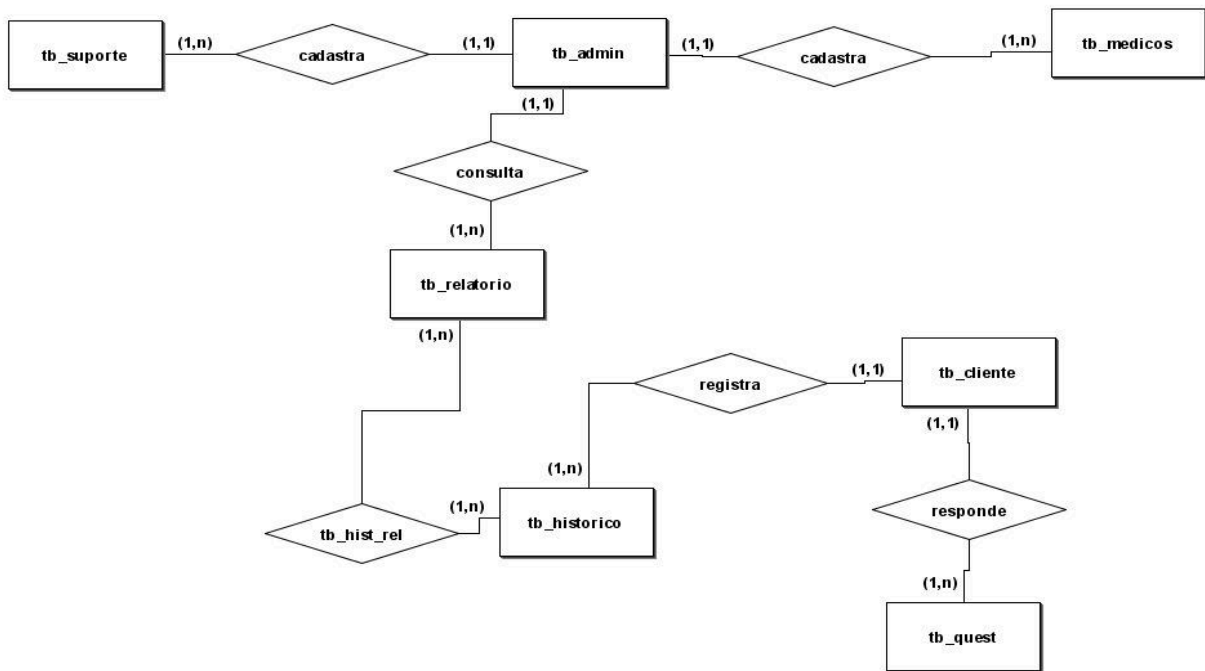 tb_suporte
(1,n)
cadastra
(1,1)
tb_admin
(1,1)
cadastra
(1,n)
tb_medicos
(1,1)
consulta
(1,n)
tb_relatorio
(1,n)
registra
(1,1)
tb_cliente
(1,1)
(1,n)
(1,n)
tb_hist_rel
tb_historico
responde
(1,n)
tb_quest